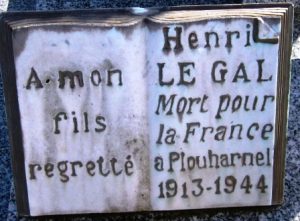 A mon
fils
regretté
Henri
LE GAL
Mort pour
la France
a Plouharnel
1913-1944